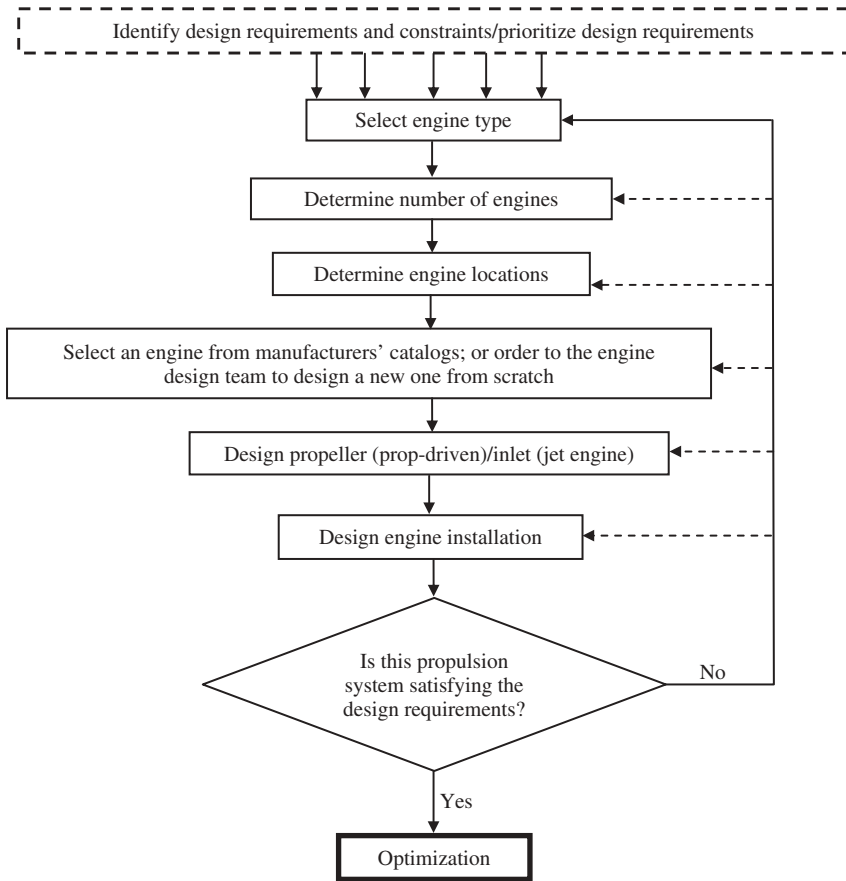 Identify design requirements and constraints/prioritize design requirements
Select engine type
Determine number of engines
Determine engine locations
Select an engine from manufacturers’ catalogs; or order to the engine
design team to design a new one from scratch
Design propeller (prop-driven)/inlet (jet engine)
Design engine installation
Is this propulsion
system satisfying the
design requirements?
No
Yes
Optimization